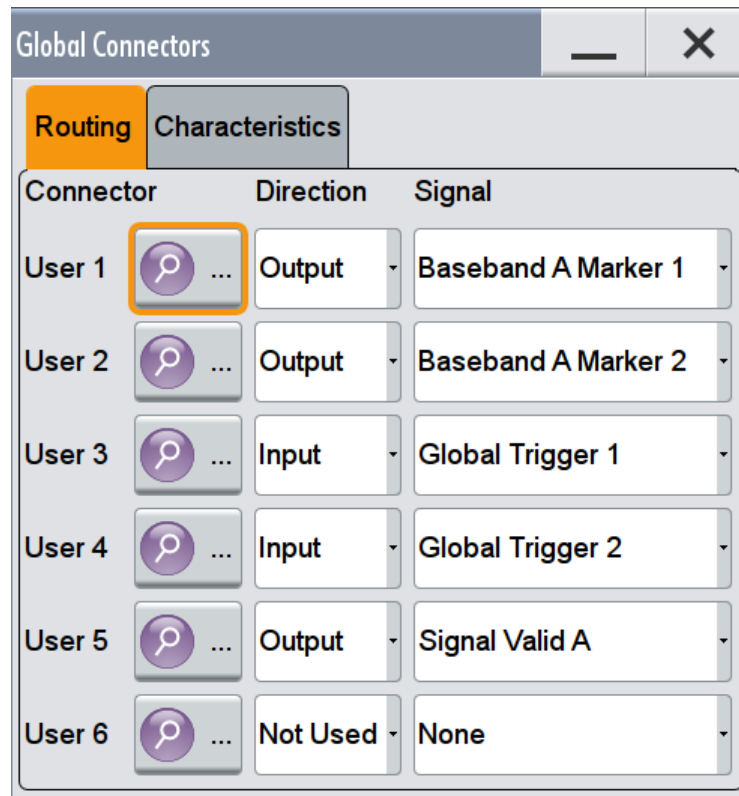 Global Connectors
Routing Characteristics
Connector Direction Signal
User 1 ... Output Baseband A Marker 1
User 2 ... Output Baseband A Marker 2
User 3 ... Input Global Trigger 1
User 4 ... Input Global Trigger 2
User 5 ... Output Signal Valid A
User 6 ... Not Used None